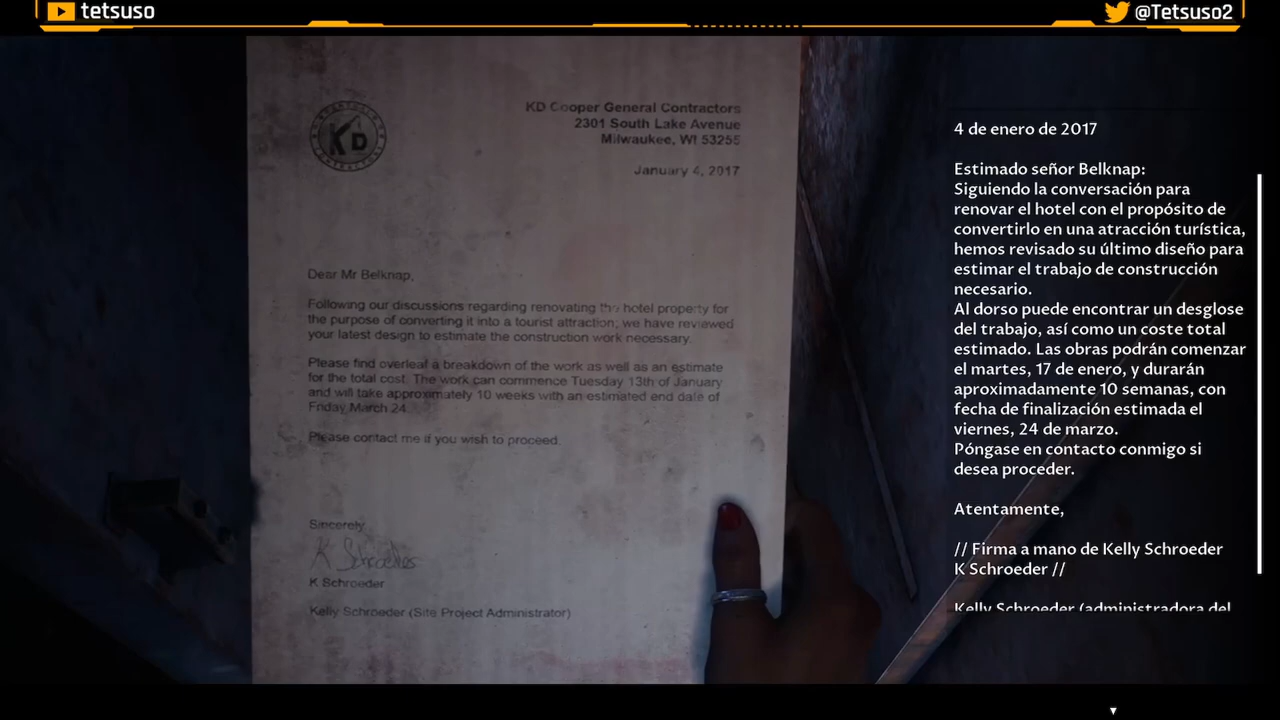 tetsuso
@Tetsuso2
KD
KD Cooper General Contractors
2301 South Lake Avenue
Milwaukee, WI 53255
January 4, 2017
Dear Mr Belknap,
Following our discussions regarding renovating the hotel property for
the purpose of converting it into a tourist attraction, we have reviewed
your latest design to estimate the construction work necessary.
Please find overleaf a breakdown of the work as well as an estimate
for the total cost. The work can commence Tuesday 13th of January
and will take approximately 10 weeks with an estimated end date of
Friday March 24.
Please contact me if you wish to proceed.
Sincerely,
K Schroeder
K Schroeder
Kelly Schroeder (Site Project Administrator)
4 de enero de 2017
Estimado señor Belknap:
Siguiendo la conversación para
renovar el hotel con el propósito de
convertirlo en una atracción turística,
hemos revisado su último diseño para
estimar el trabajo de construcción
necesario.
Al dorso puede encontrar un desglose
del trabajo, así como un coste total
estimado. Las obras podrán comenzar
el martes, 17 de enero, y durarán
aproximadamente 10 semanas, con
fecha de finalización estimada el
viernes, 24 de marzo.
Póngase en contacto conmigo si
desea proceder.
Atentamente,
// Firma a mano de Kelly Schroeder
K Schroeder //
Kelly Schroeder (administradora del